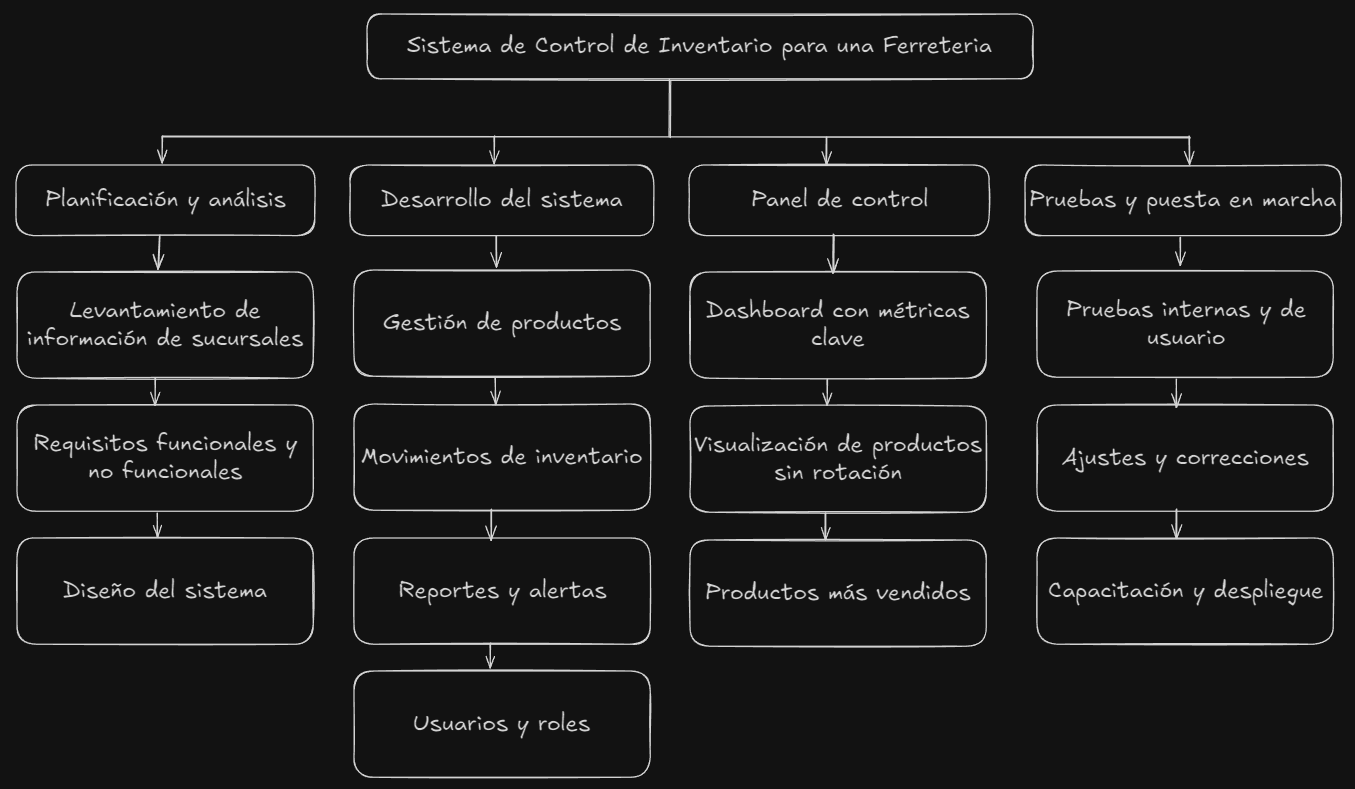 Sistema de Control de Inventario para una Ferreteria
Planificación y análisis
Desarrollo del sistema
Panel de control
Pruebas y puesta en marcha
Levantamiento de
información de sucursales
Gestión de productos
Dashboard con métricas
clave
Pruebas internas y de
usuario
Requisitos funcionales y
no funcionales
Movimientos de inventario
Visualización de productos
sin rotación
Ajustes y correcciones
Diseño del sistema
Reportes y alertas
Productos más vendidos
Capacitación y despliegue
Usuarios y roles